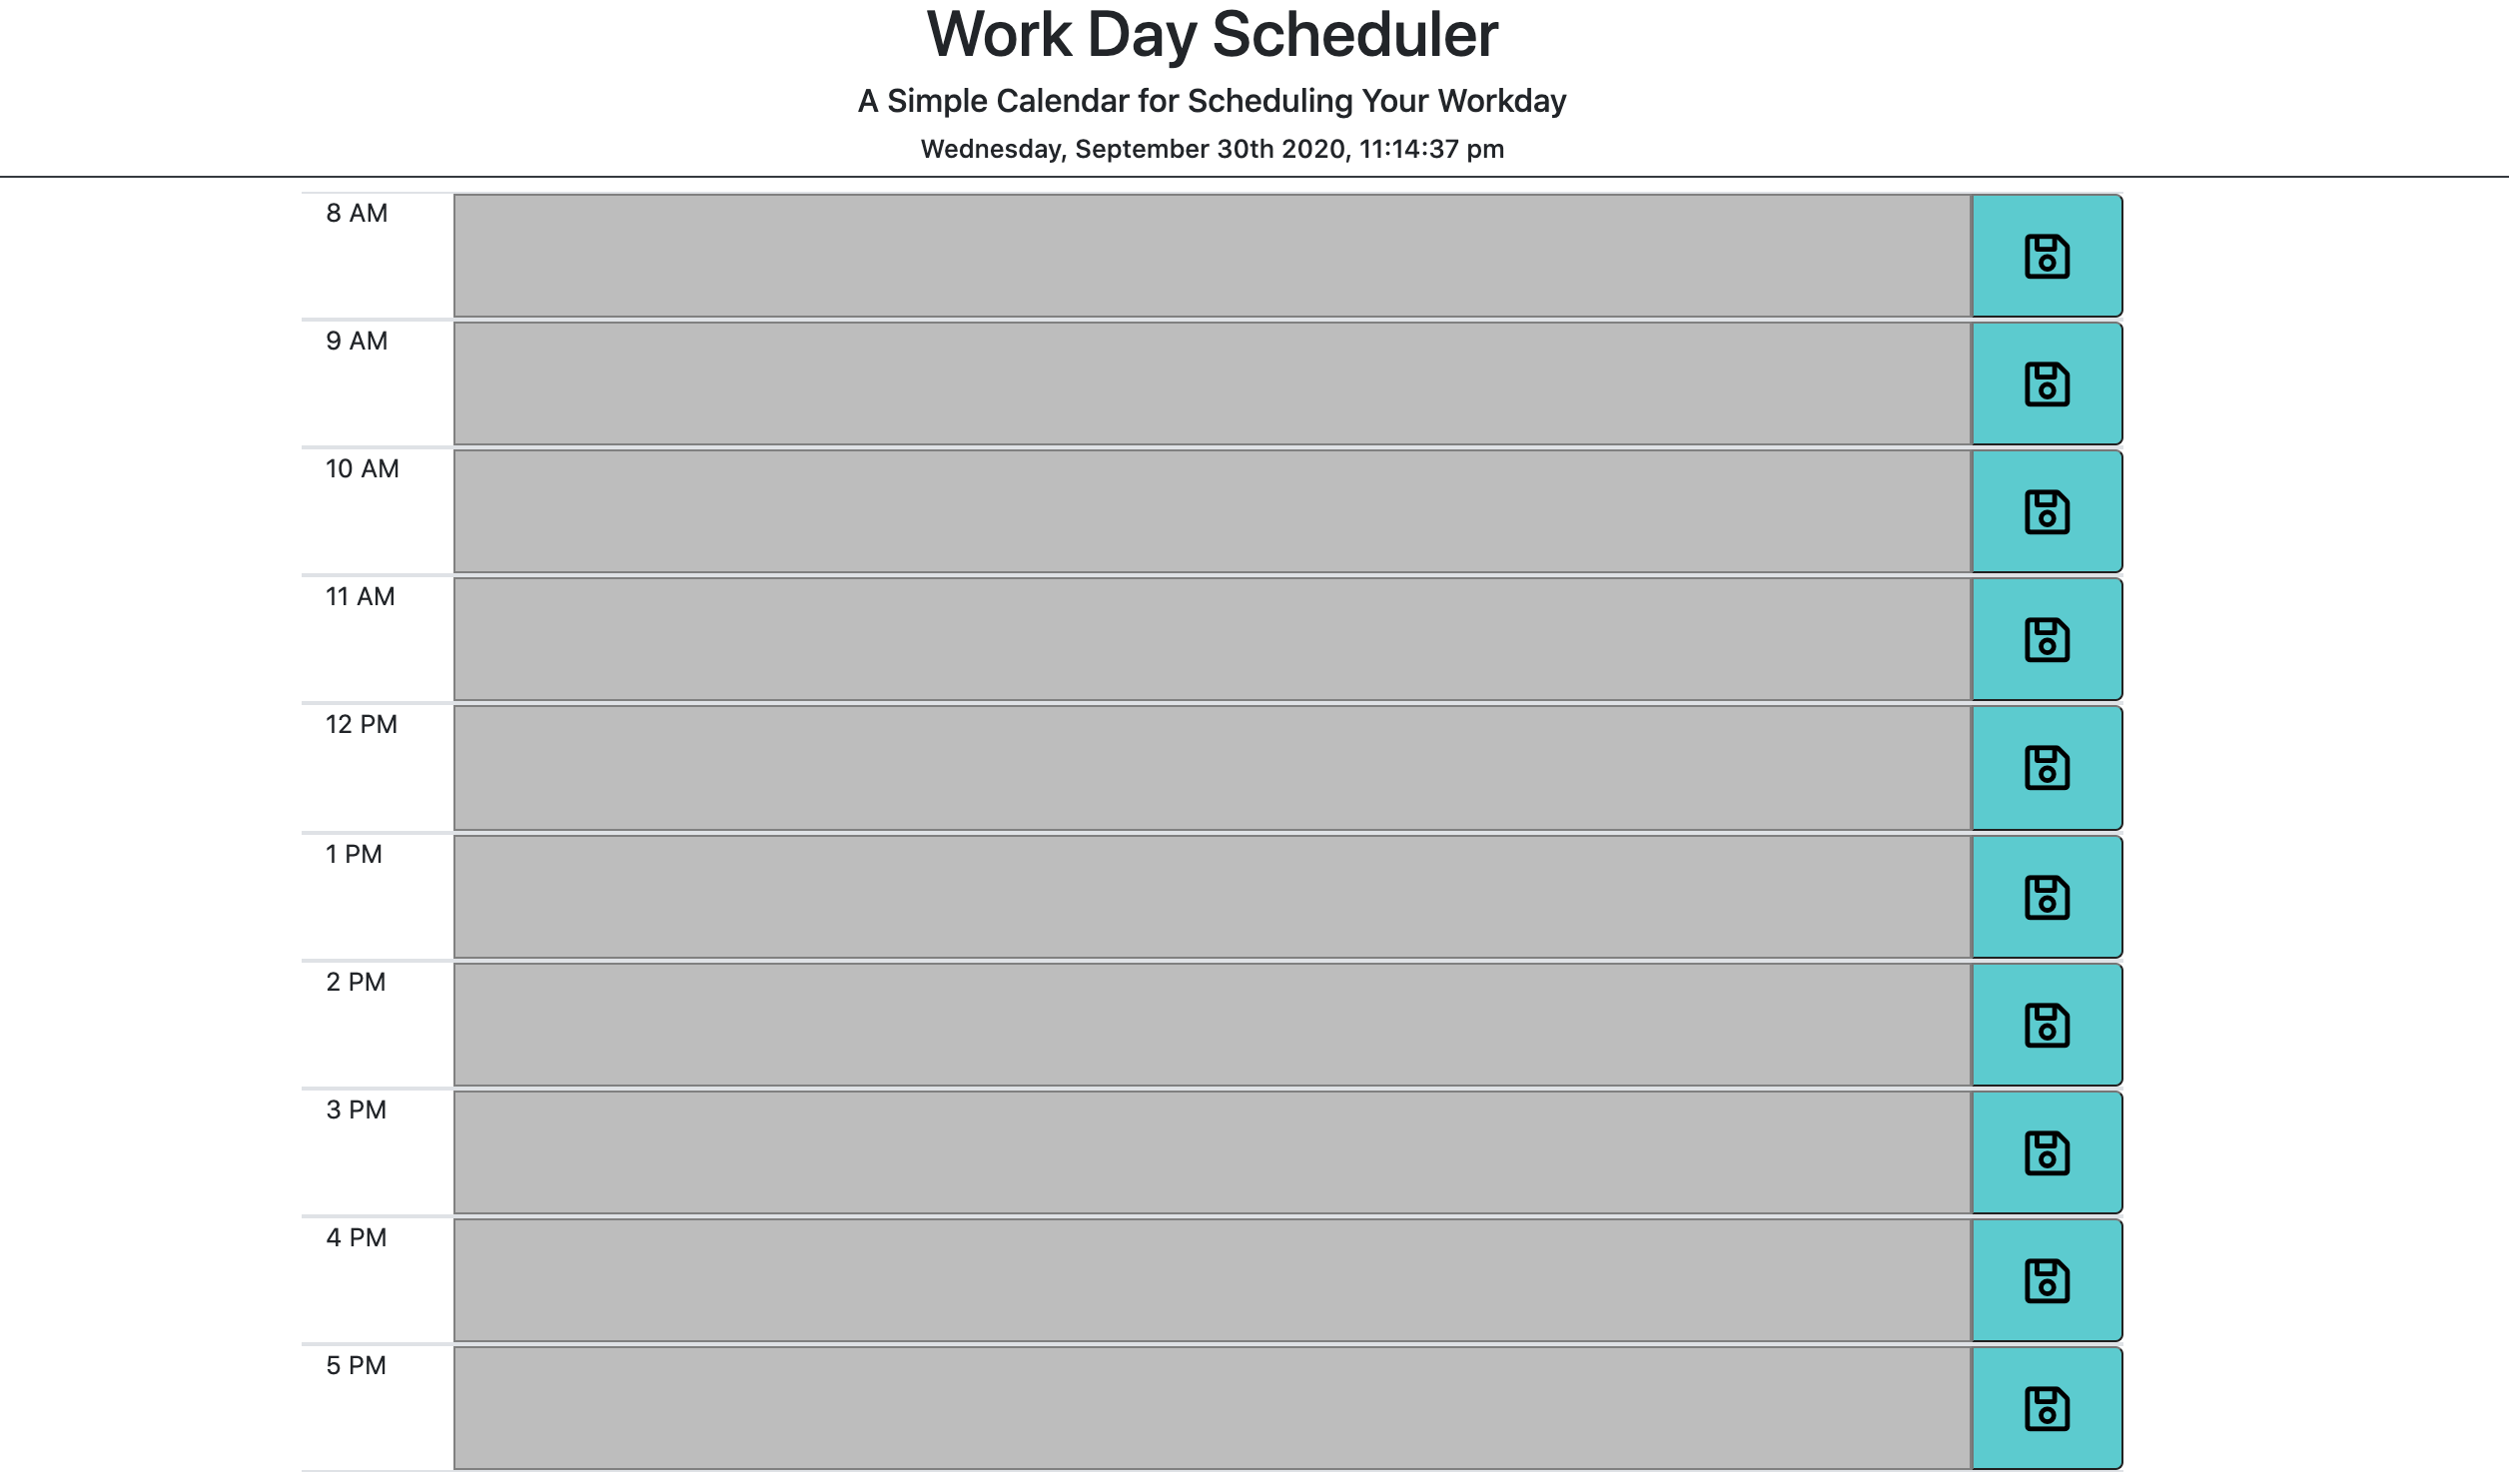 Work Day Scheduler
A Simple Calendar for Scheduling Your Workday
Wednesday, September 30th 2020, 11:14:37 pm
8 AM
9 AM
10 AM
11 AM
12 PM
1 PM
2 PM
3 PM
4 PM
5 PM